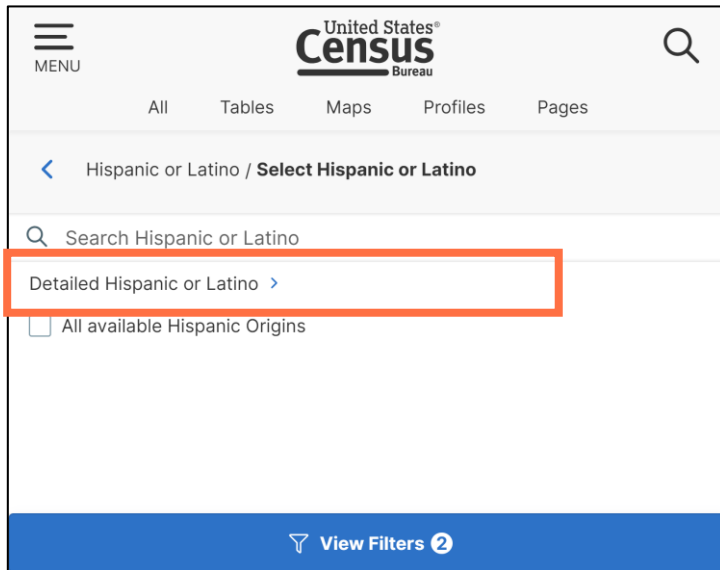 United States®
Census
Bureau
MENU
All Tables Maps Profiles Pages
Hispanic or Latino / Select Hispanic or Latino
Search Hispanic or Latino
Detailed Hispanic or Latino >
All available Hispanic Origins
View Filters 2